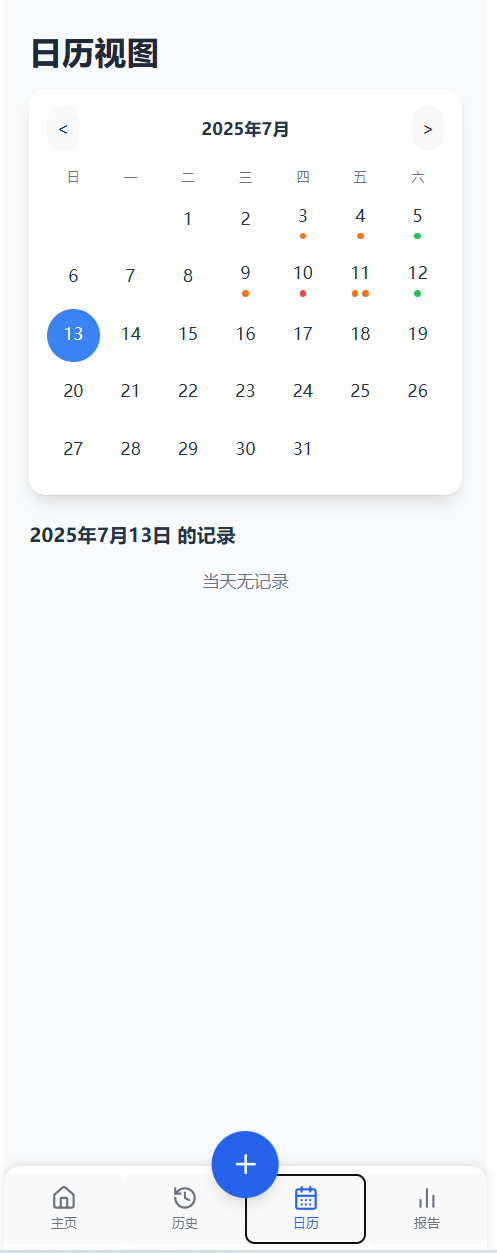 日历视图
< 2025年7月 >
日 一 二 三 四 五 六
1 2 3 4 5
6 7 8 9 10 11 12
13 14 15 16 17 18 19
20 21 22 23 24 25 26
27 28 29 30 31
2025年7月13日 的记录
当天无记录
主页 历史 日历 报告